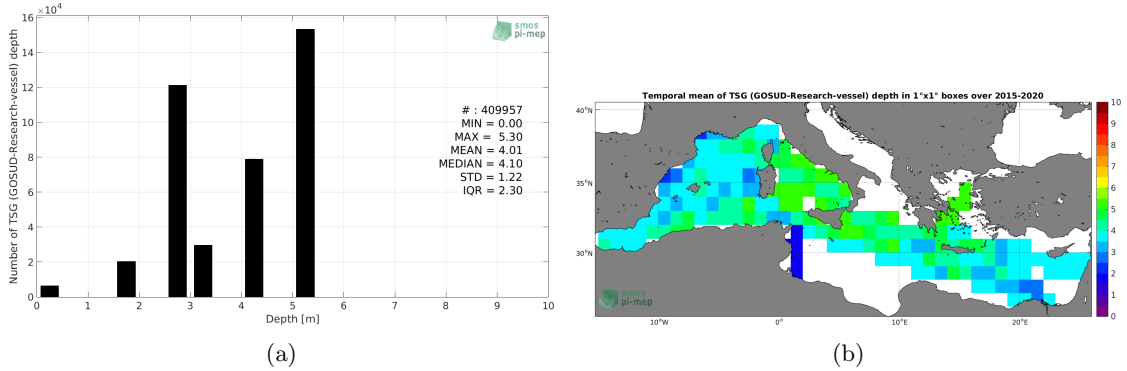 16 ×10⁴
14
12
10
8
6
4
2
0
Number of TSG (GOSUD-Research-vessel) depth
0 1 2 3 4 5 6 7 8 9 10
Depth [m]
smos
pi-mep
# : 409957
MIN = 0.00
MAX = 5.30
MEAN = 4.01
MEDIAN = 4.10
STD = 1.22
IQR = 2.30
(a)
Temporal mean of TSG (GOSUD-Research-vessel) depth in 1°x1° boxes over 2015-2020
40°N
35°N
30°N
10°W 0° 10°E 20°E
smos
pi-mep
10
9
8
7
6
5
4
3
2
1
0
(b)